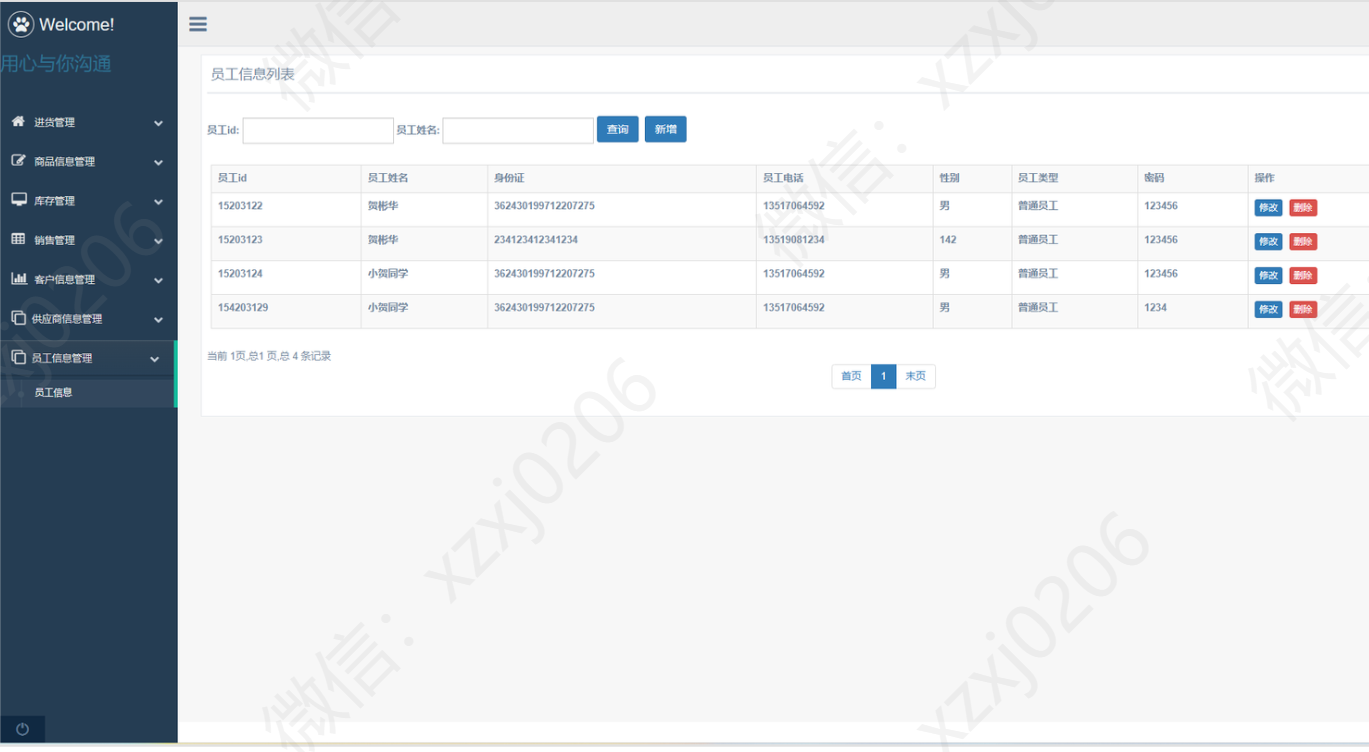 Welcome!
用心与你沟通
进货管理
商品信息管理
库存管理
销售管理
客户信息管理
供应商信息管理
员工信息管理
员工信息
员工信息列表
员工id: 员工姓名: 查询 新增
员工id 员工姓名 身份证 员工电话 性别 员工类型 密码 操作
15203122 贺彬华 362430199712207275 13517064592 男 普通员工 123456 修改 删除
15203123 贺彬华 234123412341234 13519081234 142 普通员工 123456 修改 删除
15203124 小贺同学 362430199712207275 13517064592 男 普通员工 123456 修改 删除
154203129 小贺同学 362430199712207275 13517064592 男 普通员工 1234 修改 删除
当前 1页,总1 页,总 4 条记录
首页 1 末页
微信：xzxj0206
微信：xzxj0206
微信：xzxj0206